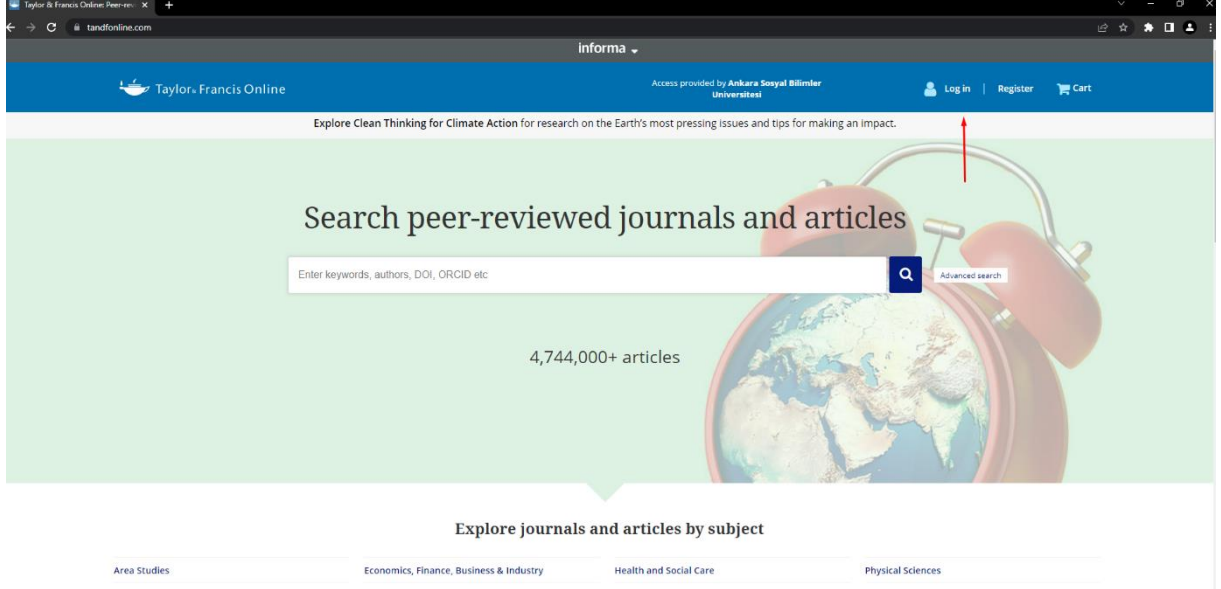 Taylor & Francis Online: Peer-rev
tandfonline.com
informa
Taylor & Francis Online
Access provided by Ankara Sosyal Bilimler
Universitesi
Log in | Register
Cart
Explore Clean Thinking for Climate Action for research on the Earth's most pressing issues and tips for making an impact.
Search peer-reviewed journals and articles
Enter keywords, authors, DOI, ORCID etc
Advanced search
4,744,000+ articles
Explore journals and articles by subject
Area Studies
Economics, Finance, Business & Industry
Health and Social Care
Physical Sciences